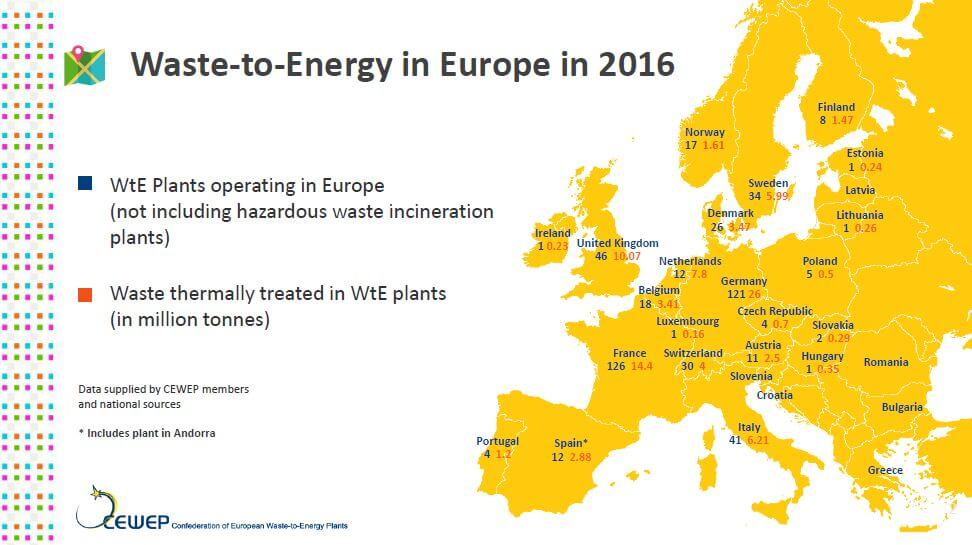 Waste-to-Energy in Europe in 2016
WtE Plants operating in Europe
(not including hazardous waste incineration
plants)
Waste thermally treated in WtE plants
(in million tonnes)
Data supplied by CEWEP members
and national sources
* Includes plant in Andorra
CEWEP Confederation of European Waste-to-Energy Plants
Finland
8 1.47
Norway
17 1.61
Estonia
1 0.24
Sweden
34 5.99
Latvia
Denmark
26 3.47
Lithuania
1 0.26
Ireland
1 0.23
United Kingdom
46 10.07
Netherlands
12 7.8
Poland
5 0.5
Germany
121 26
Belgium
18 3.41
Czech Republic
4 0.7
Luxembourg
1 0.16
Slovakia
2 0.29
France
126 14.4
Switzerland
30 4
Austria
11 2.5
Hungary
1 0.35
Romania
Slovenia
Croatia
Bulgaria
Italy
41 6.21
Portugal
4 1.2
Spain*
12 2.88
Greece